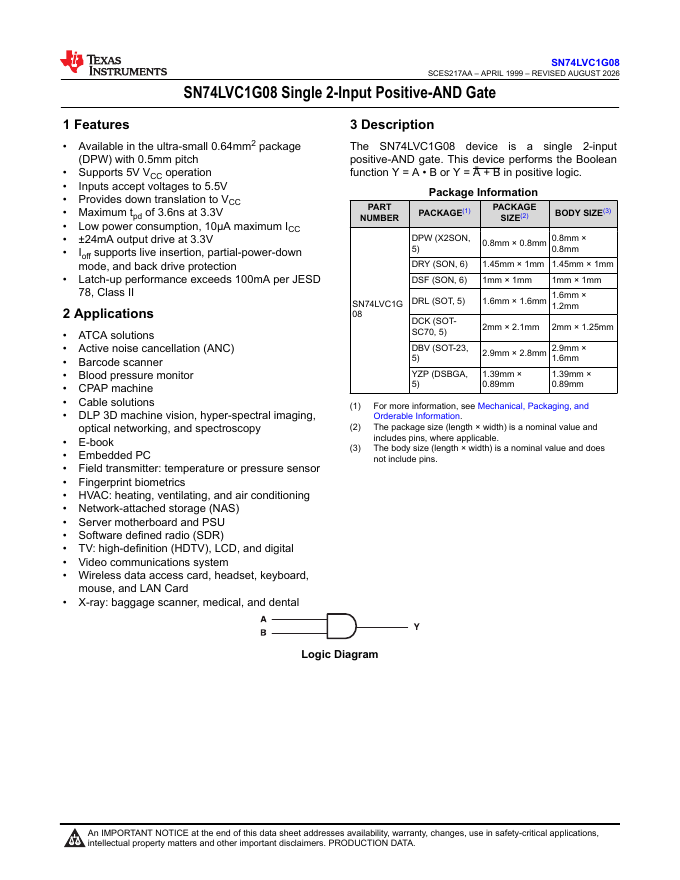 TEXAS
INSTRUMENTS
SN74LVC1G08
SCES217AA – APRIL 1999 – REVISED AUGUST 2026
SN74LVC1G08 Single 2-Input Positive-AND Gate
1 Features
• Available in the ultra-small 0.64mm² package
(DPW) with 0.5mm pitch
• Supports 5V VCC operation
• Inputs accept voltages to 5.5V
• Provides down translation to VCC
• Maximum tpd of 3.6ns at 3.3V
• Low power consumption, 10µA maximum ICC
• ±24mA output drive at 3.3V
• Ioff supports live insertion, partial-power-down
mode, and back drive protection
• Latch-up performance exceeds 100mA per JESD
78, Class II
2 Applications
• ATCA solutions
• Active noise cancellation (ANC)
• Barcode scanner
• Blood pressure monitor
• CPAP machine
• Cable solutions
• DLP 3D machine vision, hyper-spectral imaging,
optical networking, and spectroscopy
• E-book
• Embedded PC
• Field transmitter: temperature or pressure sensor
• Fingerprint biometrics
• HVAC: heating, ventilating, and air conditioning
• Network-attached storage (NAS)
• Server motherboard and PSU
• Software defined radio (SDR)
• TV: high-definition (HDTV), LCD, and digital
• Video communications system
• Wireless data access card, headset, keyboard,
mouse, and LAN Card
• X-ray: baggage scanner, medical, and dental
3 Description
The SN74LVC1G08 device is a single 2-input
positive-AND gate. This device performs the Boolean
function Y = A • B or Y = A̅ + B̅ in positive logic.
Package Information
PART
NUMBER
PACKAGE(1)
PACKAGE
SIZE(2)
BODY SIZE(3)
SN74LVC1G
08
DPW (X2SON,
5)
0.8mm × 0.8mm
0.8mm ×
0.8mm
DRY (SON, 6)
1.45mm × 1mm
1.45mm × 1mm
DSF (SON, 6)
1mm × 1mm
1mm × 1mm
DRL (SOT, 5)
1.6mm × 1.6mm
1.6mm ×
1.2mm
DCK (SOT-
SC70, 5)
2mm × 2.1mm
2mm × 1.25mm
DBV (SOT-23,
5)
2.9mm × 2.8mm
2.9mm ×
1.6mm
YZP (DSBGA,
5)
1.39mm ×
0.89mm
1.39mm ×
0.89mm
(1) For more information, see Mechanical, Packaging, and
Orderable Information.
(2) The package size (length × width) is a nominal value and
includes pins, where applicable.
(3) The body size (length × width) is a nominal value and does
not include pins.
A
B
Y
Logic Diagram
An IMPORTANT NOTICE at the end of this data sheet addresses availability, warranty, changes, use in safety-critical applications,
intellectual property matters and other important disclaimers. PRODUCTION DATA.